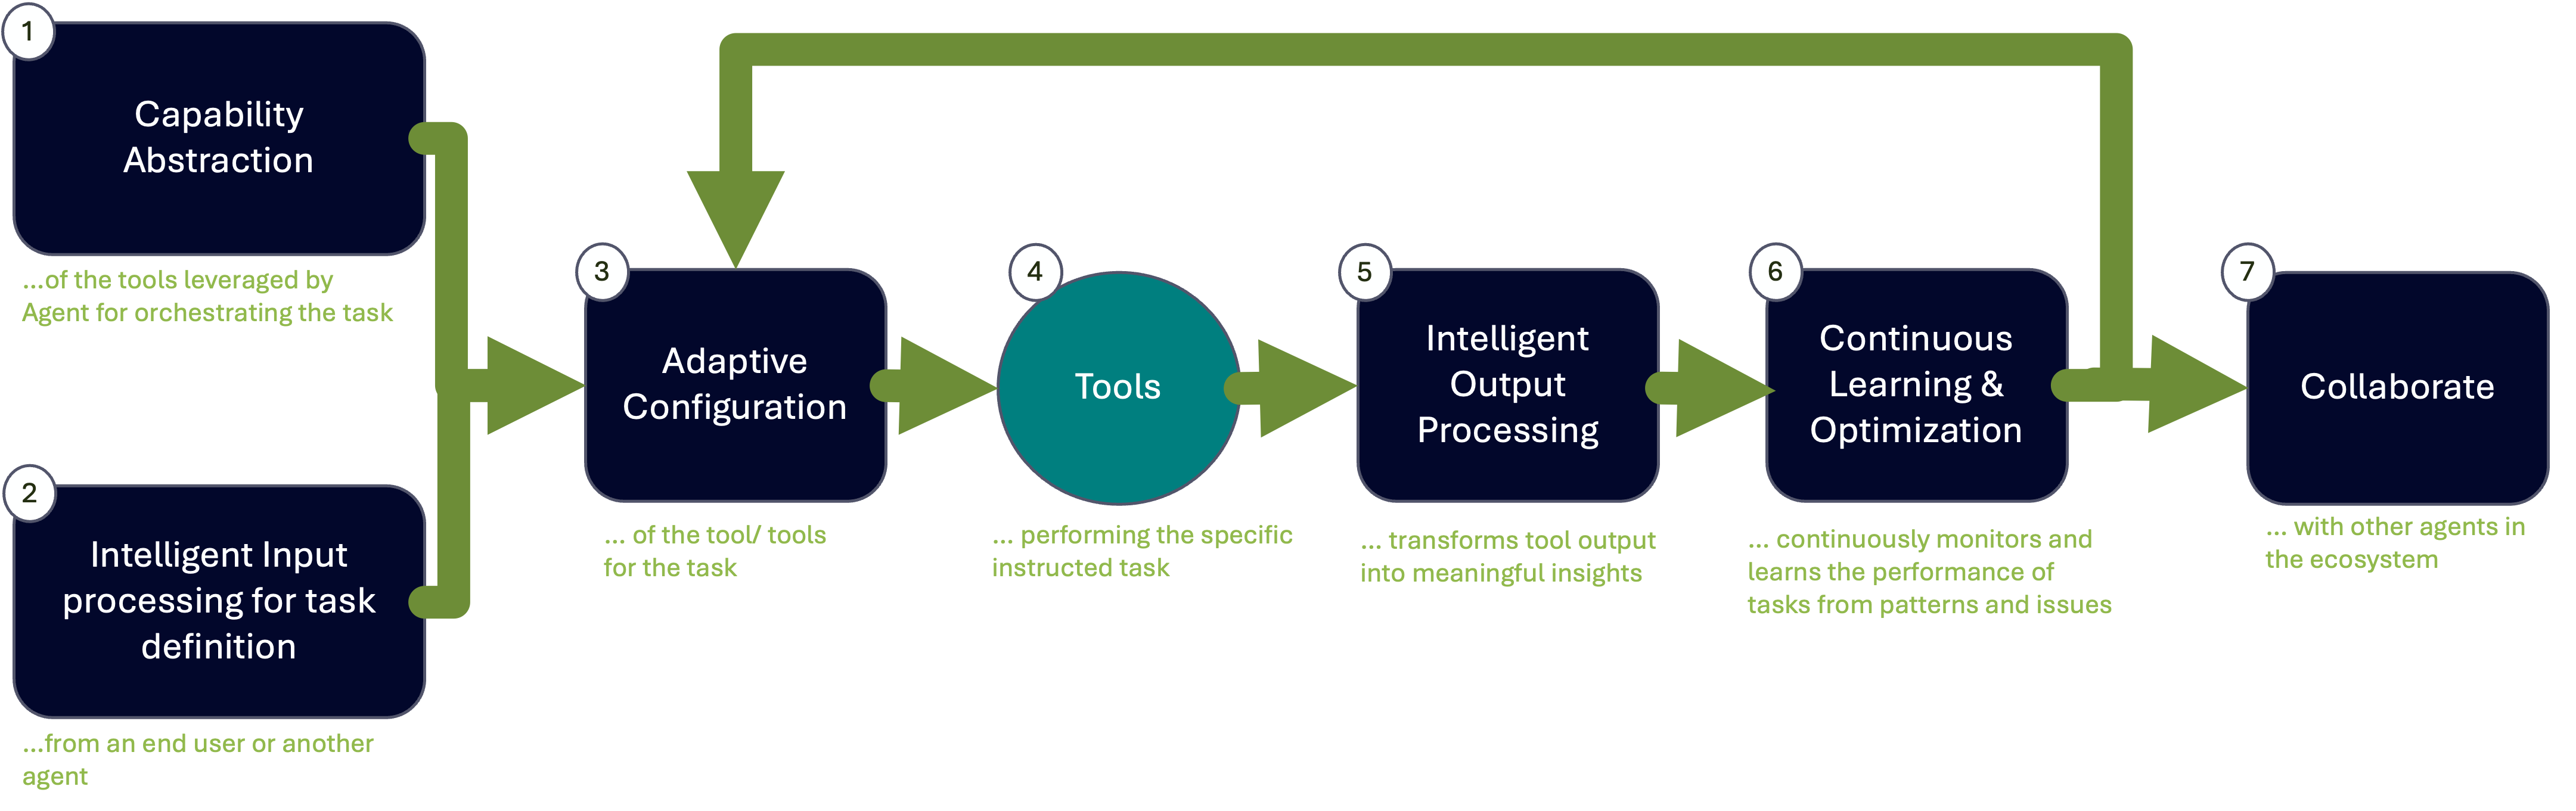 1
Capability
Abstraction
...of the tools leveraged by
Agent for orchestrating the task
2
Intelligent Input
processing for task
definition
...from an end user or another
agent
3
Adaptive
Configuration
... of the tool/ tools
for the task
4
Tools
... performing the specific
instructed task
5
Intelligent
Output
Processing
... transforms tool output
into meaningful insights
6
Continuous
Learning &
Optimization
... continuously monitors and
learns the performance of
tasks from patterns and issues
7
Collaborate
... with other agents in
the ecosystem